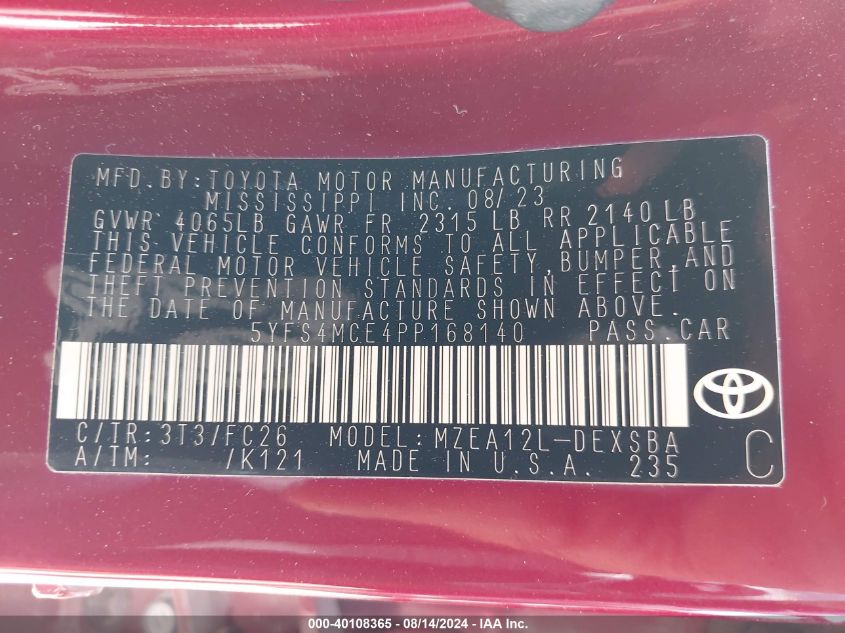 MFD.BY:TOYOTA MOTOR MANUFACTURING
MISSISSIPPI INC. 08/23
GVWR 4065LB GAWR FR 2315 LB RR 2140 LB
THIS VEHICLE CONFORMS TO ALL APPLICABLE
FEDERAL MOTOR VEHICLE SAFETY,BUMPER,AND
THEFT PREVENTION STANDARDS IN EFFECT ON
THE DATE OF MANUFACTURE SHOWN ABOVE.
5YFS4MCE4PP168140 PASS.CAR
C/TR:3T3/FC26 MODEL:MZEA12L-DEXSBA
A/TM: /K121 MADE IN U.S.A. 235 C
000-40108365 - 08/14/2024 - IAA Inc.